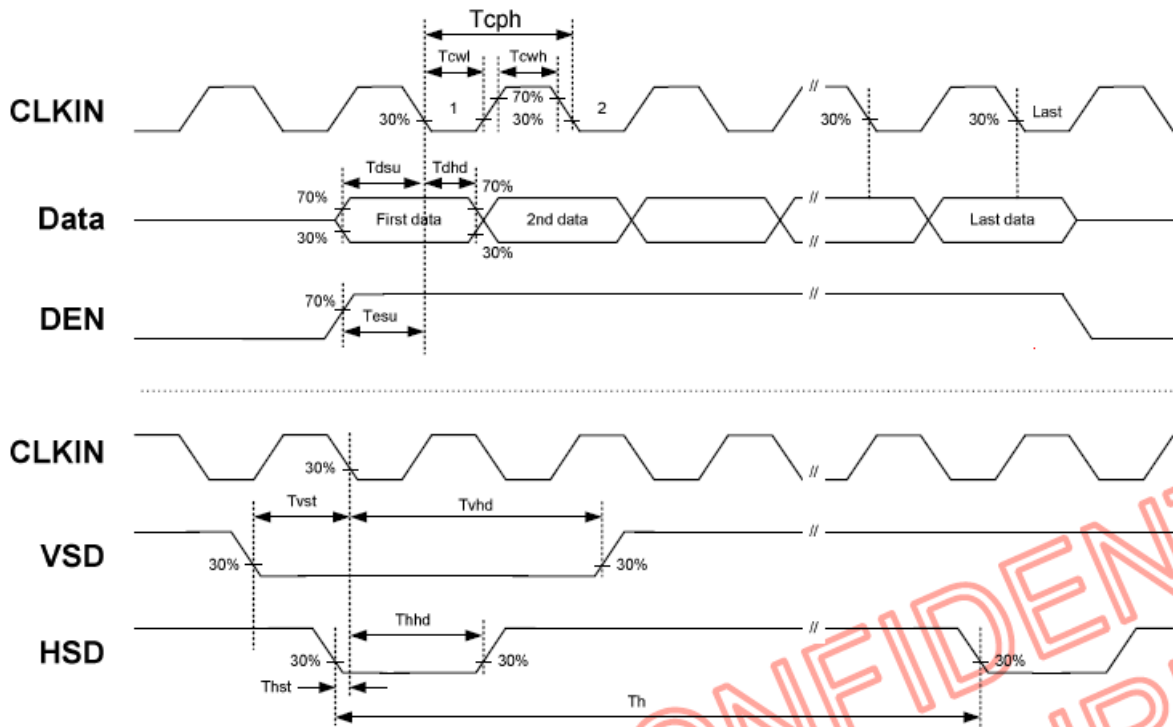 Tcph
Tcwl Tcwh
CLKIN 30% 1 70% 30% 2 // 30% 30% Last
Tdsu Tdhd
70% 70%
Data First data 2nd data // // Last data
30% 30%
DEN 70% //
Tesu
CLKIN 30% //
Tvst Tvhd
VSD 30% 30% //
Thhd
HSD 30% 30% // 30%
Thst
Th